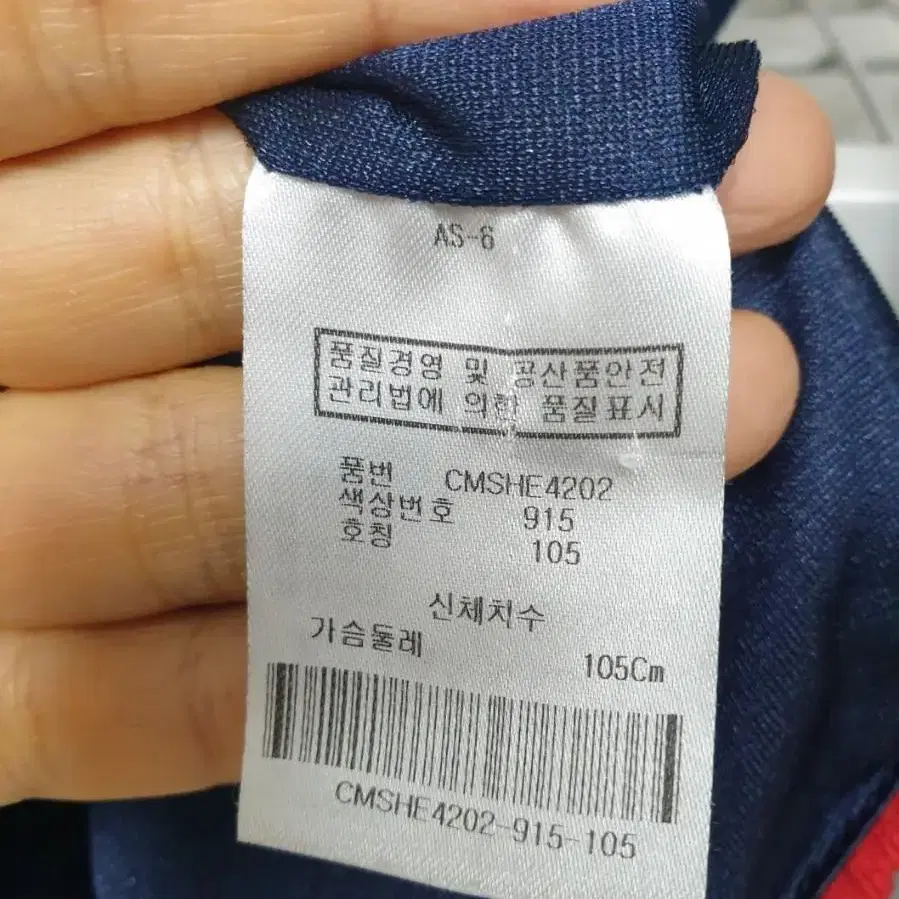 AS-6
품질경영 및 공산품안전
관리법에 의한 품질표시
품번 CMSHE4202
색상번호 915
호칭 105
신체치수
가슴둘레 105Cm
CMSHE4202-915-105